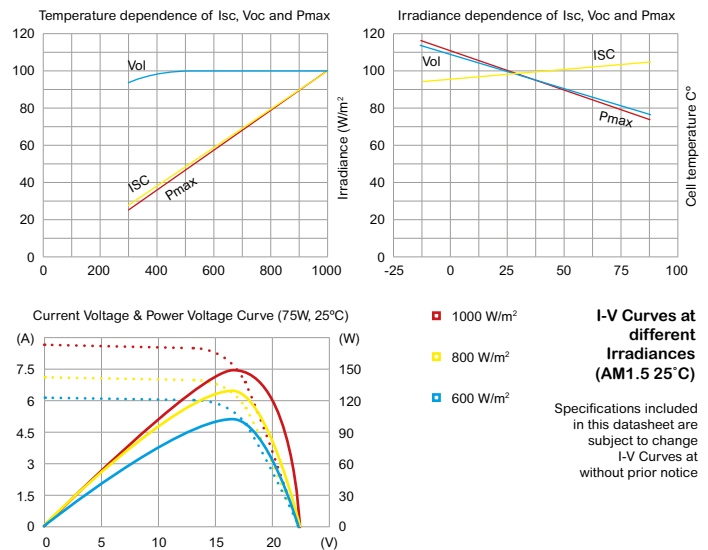 Temperature dependence of Isc, Voc and Pmax
120
100
80
60
40
20
0
0 200 400 600 800 1000
Vol
ISC
Pmax
Irradiance (W/m²
Irradiance dependence of Isc, Voc and Pmax
120
100
80
60
40
20
0
-25 0 25 50 75 100
Vol
ISC
Pmax
Cell temperature C°
Current Voltage & Power Voltage Curve (75W, 25ºC)
(A) (W)
7.5 150
6 120
4.5 90
3 60
1.5 30
0 0
0 5 10 15 20 (V)
1000 W/m²
800 W/m²
600 W/m²
I-V Curves at
different
Irradiances
(AM1.5 25˚C)
Specifications included
in this datasheet are
subject to change
I-V Curves at
without prior notice